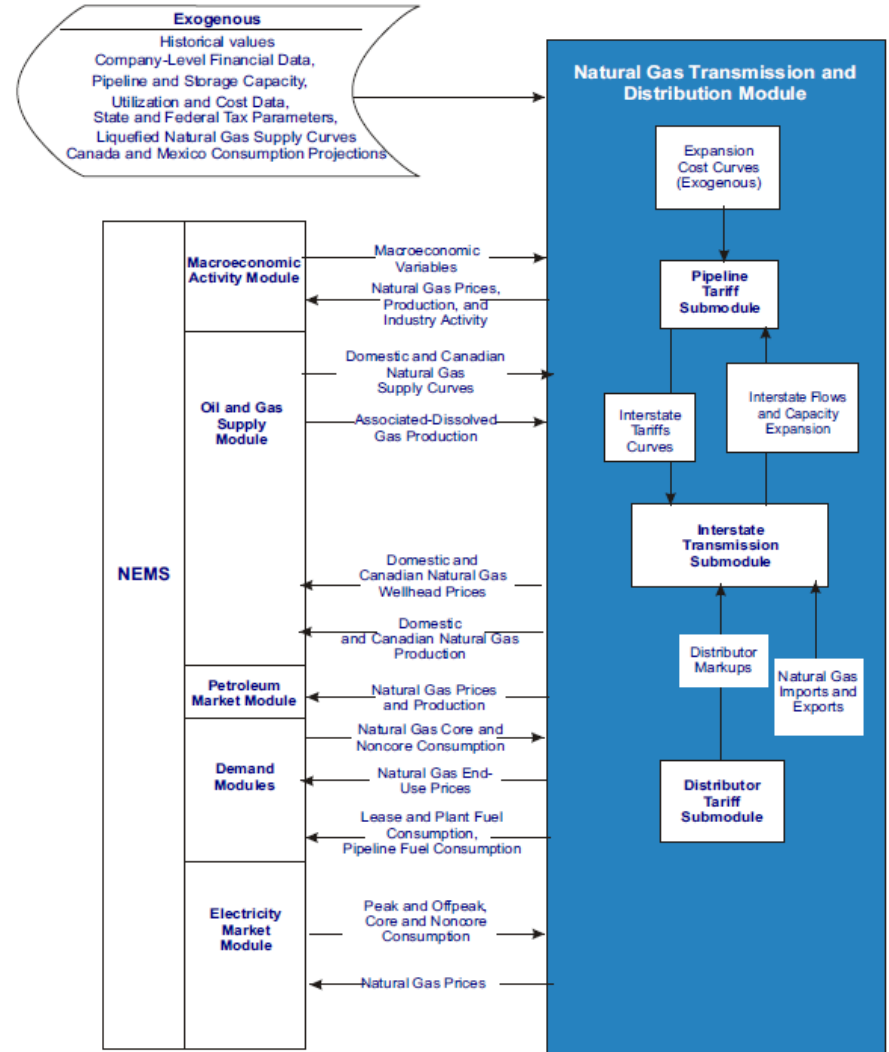 Exogenous
Historical values
Company-Level Financial Data,
Pipeline and Storage Capacity,
Utilization and Cost Data,
State and Federal Tax Parameters,
Liquefied Natural Gas Supply Curves
Canada and Mexico Consumption Projections
Natural Gas Transmission and
Distribution Module
Expansion
Cost Curves
(Exogenous)
Pipeline
Tariff
Submodule
Interstate
Tariffs
Curves
Interstate Flows
and Capacity
Expansion
Interstate
Transmission
Submodule
Distributor
Markups
Natural Gas
Imports and
Exports
Distributor
Tariff
Submodule
NEMS
Macroeconomic
Activity Module
Macroeconomic
Variables
Natural Gas Prices,
Production, and
Industry Activity
Oil and Gas
Supply
Module
Domestic and Canadian
Natural Gas
Supply Curves
Associated-Dissolved
Gas Production
Domestic and
Canadian Natural Gas
Wellhead Prices
Domestic
and Canadian Natural Gas
Production
Petroleum
Market Module
Natural Gas Prices
and Production
Demand
Modules
Natural Gas Core and
Noncore Consumption
Natural Gas End-
Use Prices
Lease and Plant Fuel
Consumption,
Pipeline Fuel Consumption
Electricity
Market
Module
Peak and Offpeak,
Core and Noncore
Consumption
Natural Gas Prices